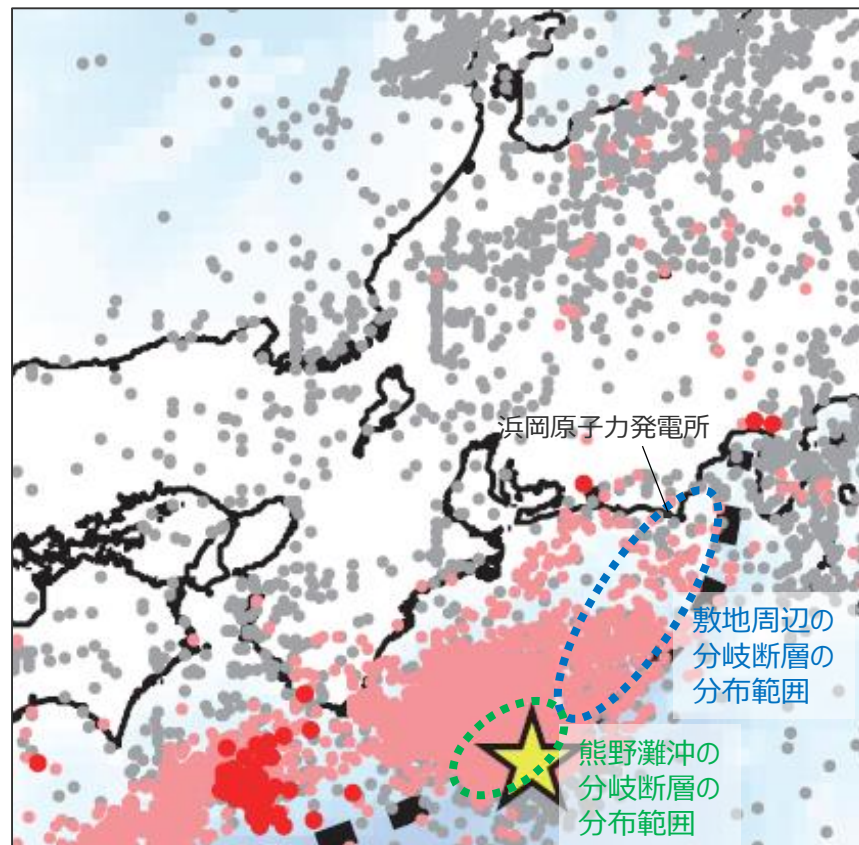 浜岡原子力発電所
敷地周辺の
分岐断層の
分布範囲
熊野灘沖の
分岐断層の
分布範囲